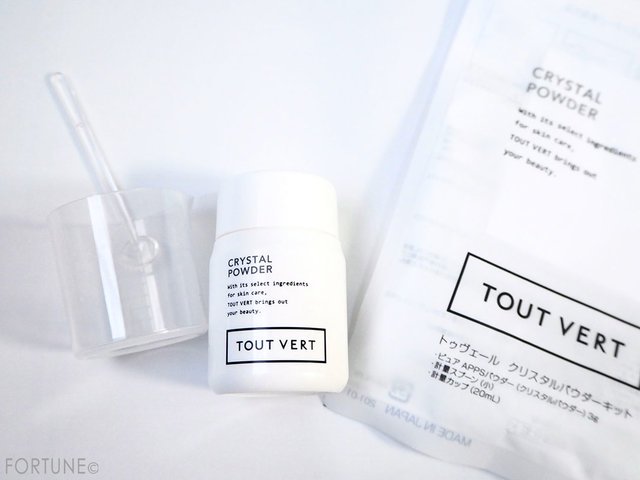 CRYSTAL
POWDER
With its select ingredients
for skin care,
TOUT VERT brings out
your beauty.
TOUT VERT
CRYSTAL
POWDER
With its select ingredients
for skin care,
TOUT VERT brings out
your beauty.
TOUT VERT
トゥヴェール クリスタルパウダーキット
・ピュア APPSパウダー(クリスタルパウダー) 3g
・計量スプーン(小)
・計量カップ(20mL)
MADE IN JAPAN
FORTUNE©